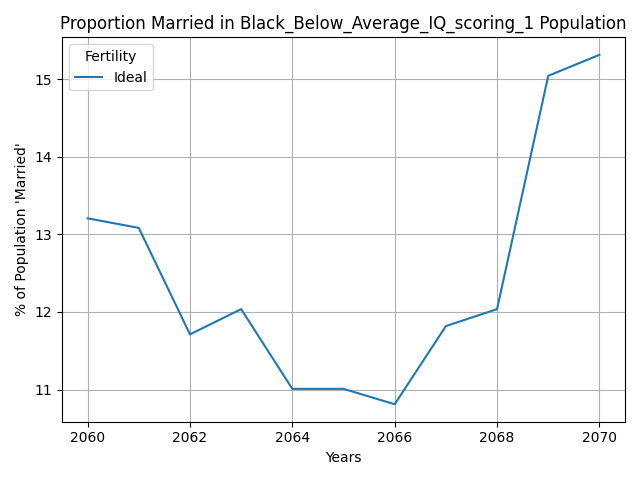 Proportion Married in Black_Below_Average_IQ_scoring_1 Population
Fertility
Ideal
% of Population 'Married'
15
14
13
12
11
2060 2062 2064 2066 2068 2070
Years